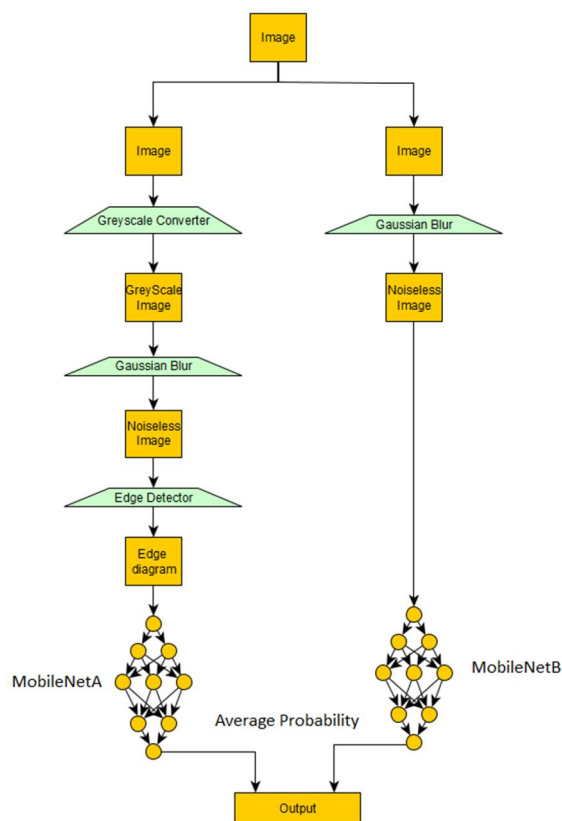 Image
Image
Image
Greyscale Converter
Gaussian Blur
GreyScale
Image
Noiseless
Image
Gaussian Blur
Noiseless
Image
Edge Detector
Edge
diagram
MobileNetA
MobileNetB
Average Probability
Output